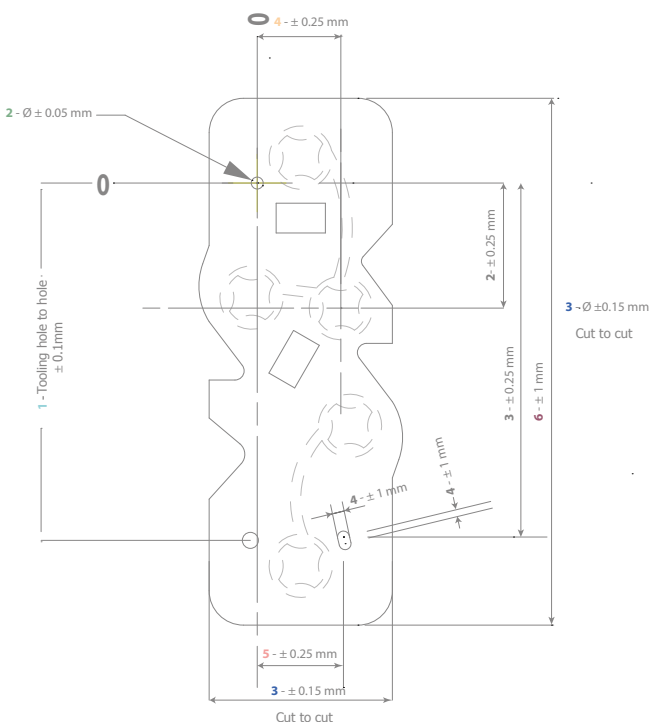 0
4 - ± 0.25 mm
2 - Ø ± 0.05 mm
0
2- ± 0.25 mm
3 -Ø ±0.15 mm
Cut to cut
1 - Tooling hole to hole
± 0.1mm
3 - ± 0.25 mm
6 - ± 1 mm
4 - ± 1 mm
4 - ± 1 mm
5 - ± 0.25 mm
3 - ± 0.15 mm
Cut to cut